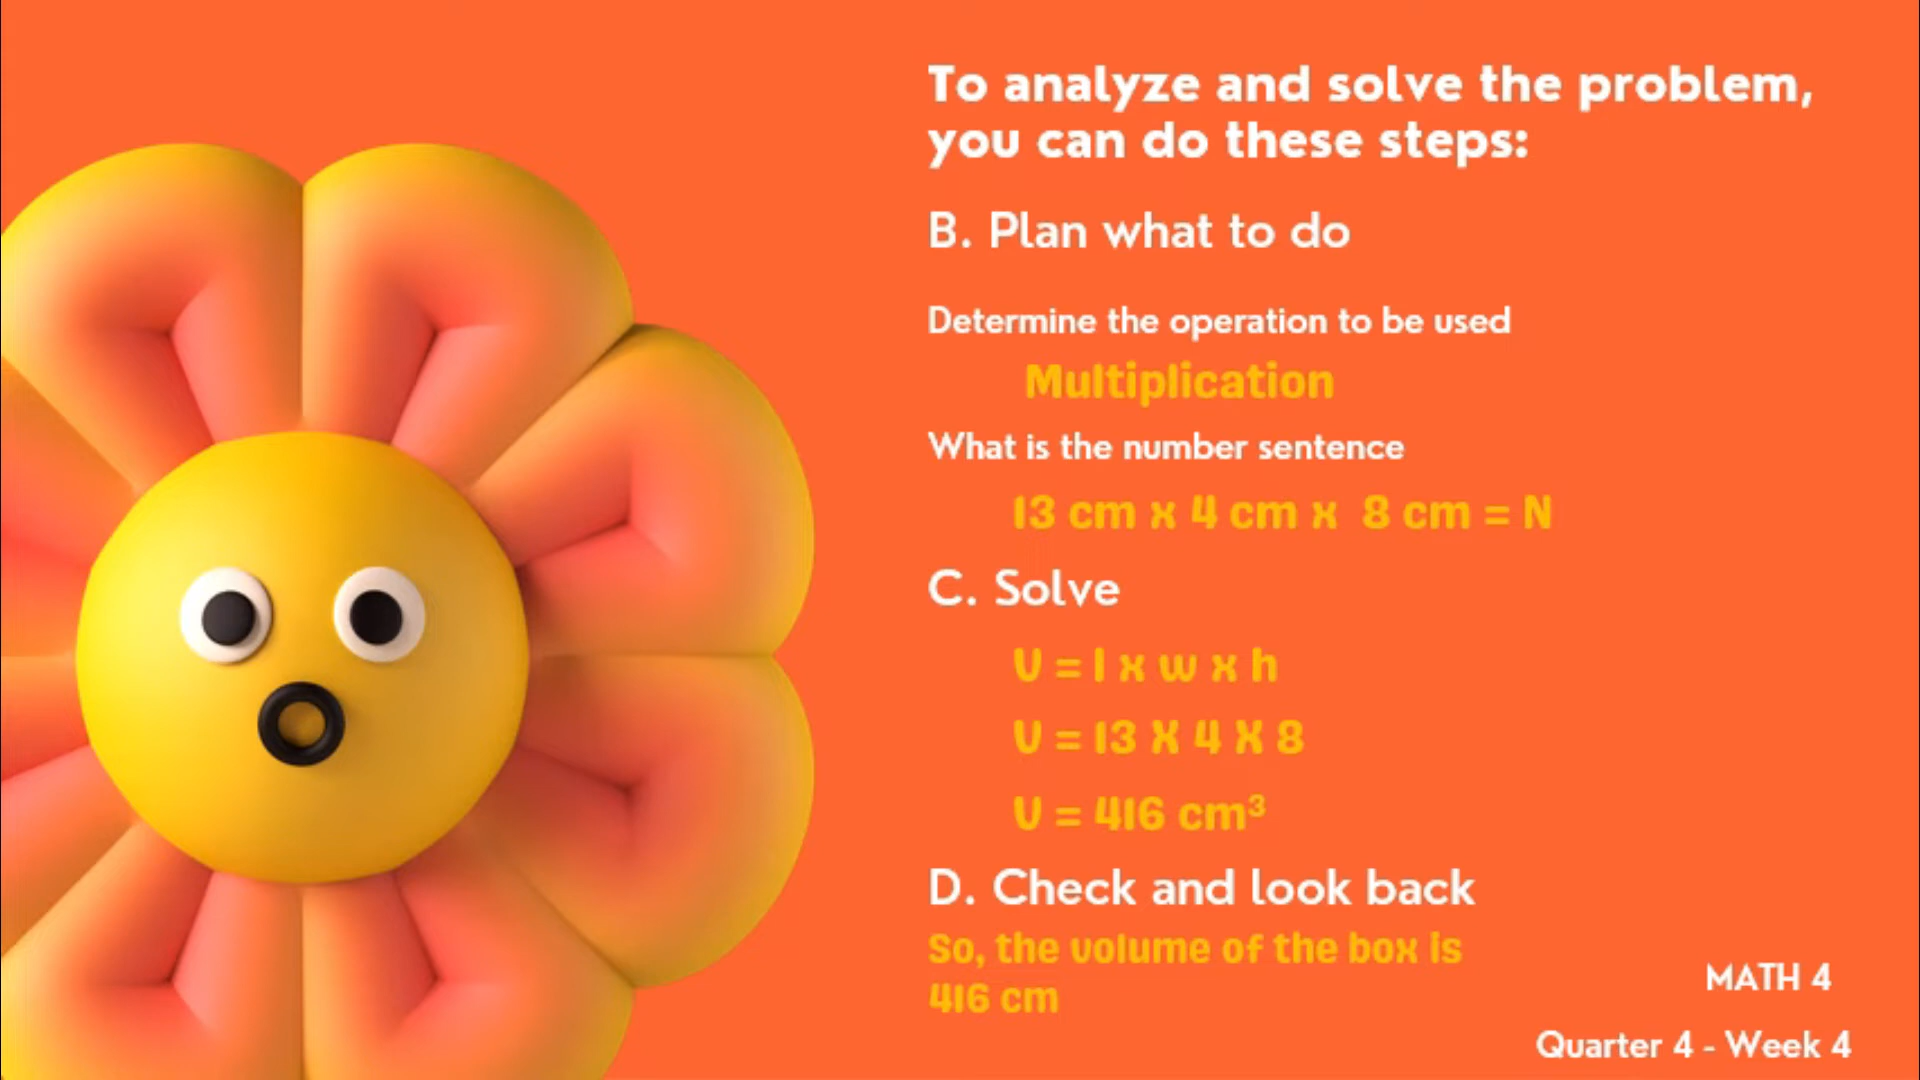 To analyze and solve the problem,
you can do these steps:
B. Plan what to do
Determine the operation to be used
Multiplication
What is the number sentence
13 cm x 4 cm x 8 cm = N
C. Solve
V = l x w x h
V = 13 X 4 X 8
V = 416 cm³
D. Check and look back
So, the volume of the box is
416 cm
MATH 4
Quarter 4 - Week 4